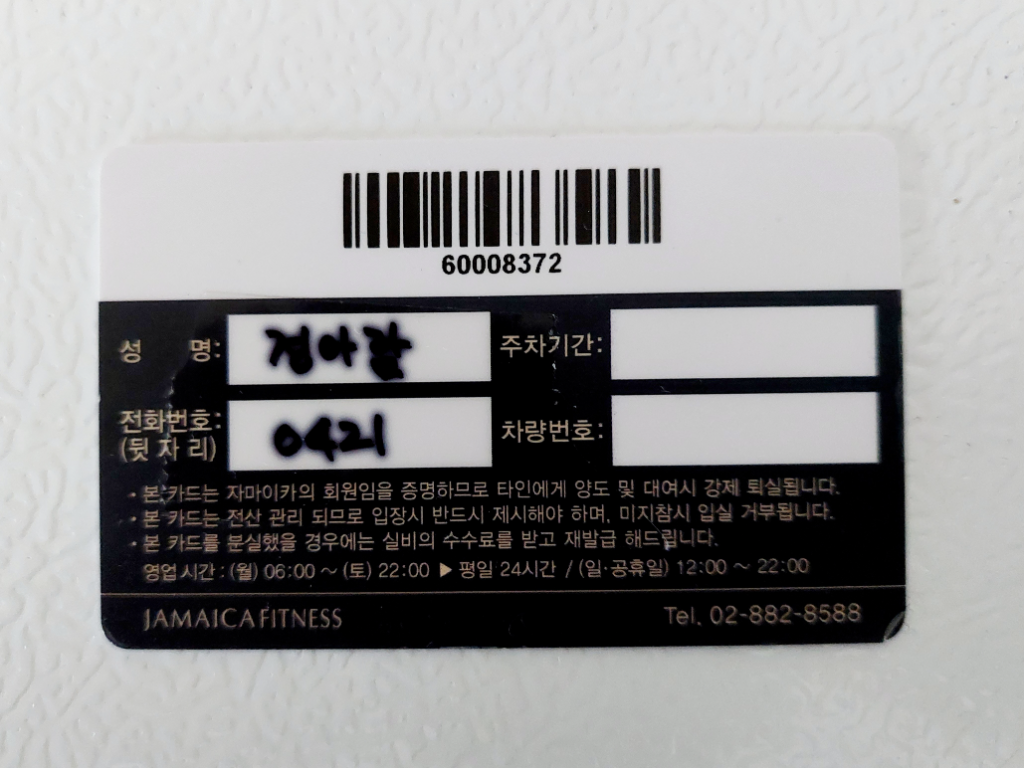 60008372
성 명: 정아람
주차기간:
전화번호: (뒷 자 리) 0421
차량번호:
· 본 카드는 자마이카의 회원임을 증명하므로 타인에게 양도 및 대여시 강제 퇴실됩니다.
· 본 카드는 전산 관리 되므로 입장시 반드시 제시해야 하며, 미지참시 입실 거부됩니다.
· 본 카드를 분실했을 경우에는 실비의 수수료를 받고 재발급 해드립니다.
영업시간 : (월) 06:00 ~ (토) 22:00 ▶ 평일 24시간 / (일·공휴일) 12:00 ~ 22:00
JAMAICA FITNESS
Tel. 02-882-8588